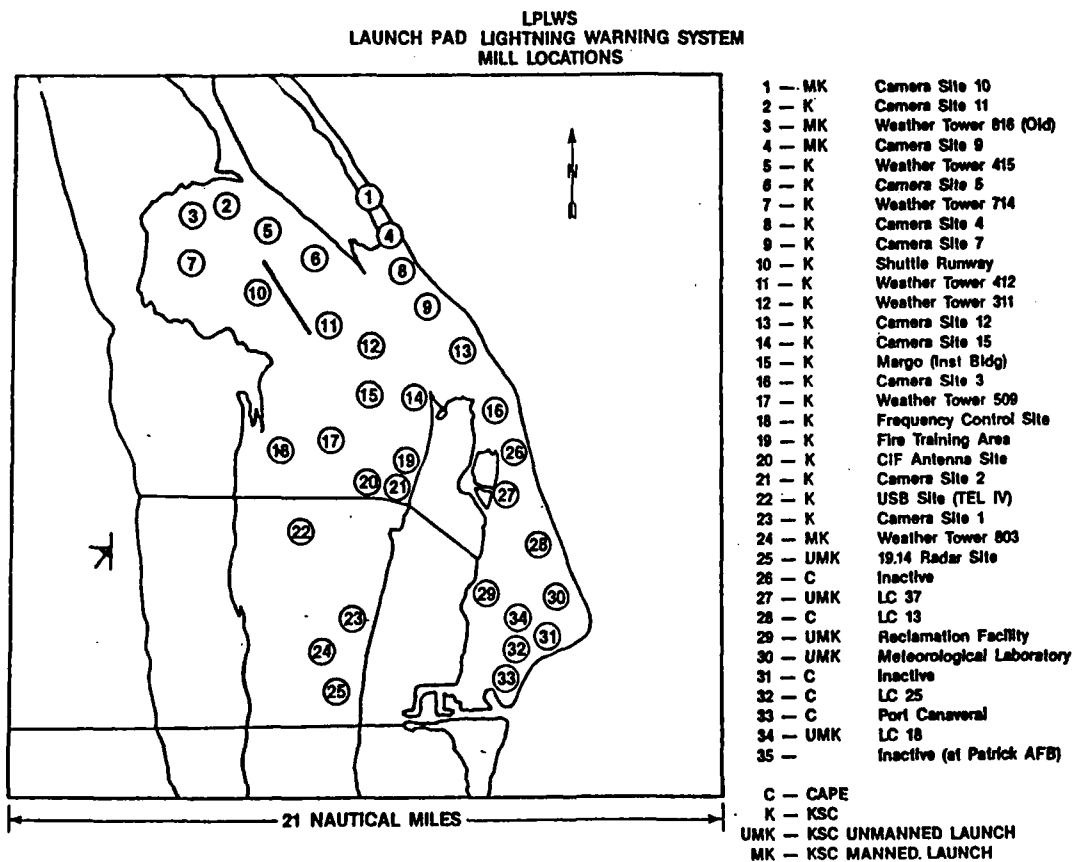 LPLWS
LAUNCH PAD LIGHTNING WARNING SYSTEM
MILL LOCATIONS
N
1
2
3
4
5
6
7
8
9
10
11
12
13
14
15
16
17
18
19
20
21
22
23
24
25
26
27
28
29
30
31
32
33
34
21 NAUTICAL MILES
1 — MK Camera Site 10
2 — K Camera Site 11
3 — MK Weather Tower 816 (Old)
4 — MK Camera Site 9
5 — K Weather Tower 415
6 — K Camera Site 5
7 — K Weather Tower 714
8 — K Camera Site 4
9 — K Camera Site 7
10 — K Shuttle Runway
11 — K Weather Tower 412
12 — K Weather Tower 311
13 — K Camera Site 12
14 — K Camera Site 15
15 — K Margo (Inst Bldg)
16 — K Camera Site 3
17 — K Weather Tower 509
18 — K Frequency Control Site
19 — K Fire Training Area
20 — K CIF Antenna Site
21 — K Camera Site 2
22 — K USB Site (TEL IV)
23 — K Camera Site 1
24 — MK Weather Tower 803
25 — UMK 19.14 Radar Site
26 — C Inactive
27 — UMK LC 37
28 — C LC 13
29 — UMK Reclamation Facility
30 — UMK Meteorological Laboratory
31 — C Inactive
32 — C LC 25
33 — C Port Canaveral
34 — UMK LC 18
35 — Inactive (at Patrick AFB)
C — CAPE
K — KSC
UMK — KSC UNMANNED LAUNCH
MK — KSC MANNED. LAUNCH